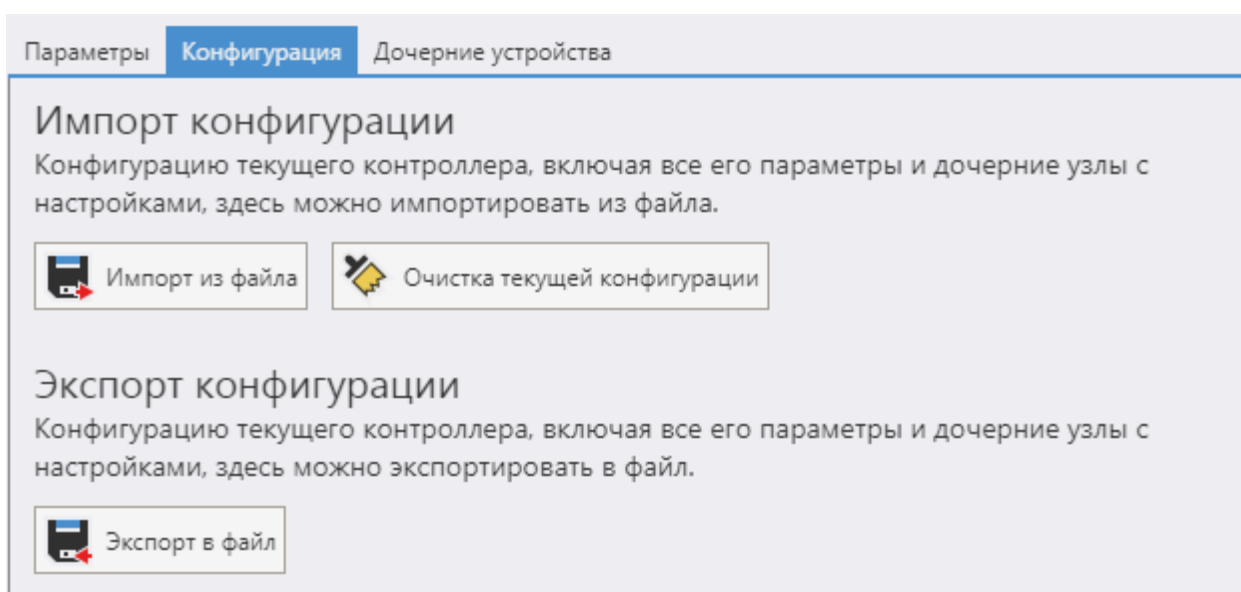 Параметры Конфигурация Дочерние устройства
Импорт конфигурации
Конфигурацию текущего контроллера, включая все его параметры и дочерние узлы с
настройками, здесь можно импортировать из файла.
Импорт из файла Очистка текущей конфигурации
Экспорт конфигурации
Конфигурацию текущего контроллера, включая все его параметры и дочерние узлы с
настройками, здесь можно экспортировать в файл.
Экспорт в файл